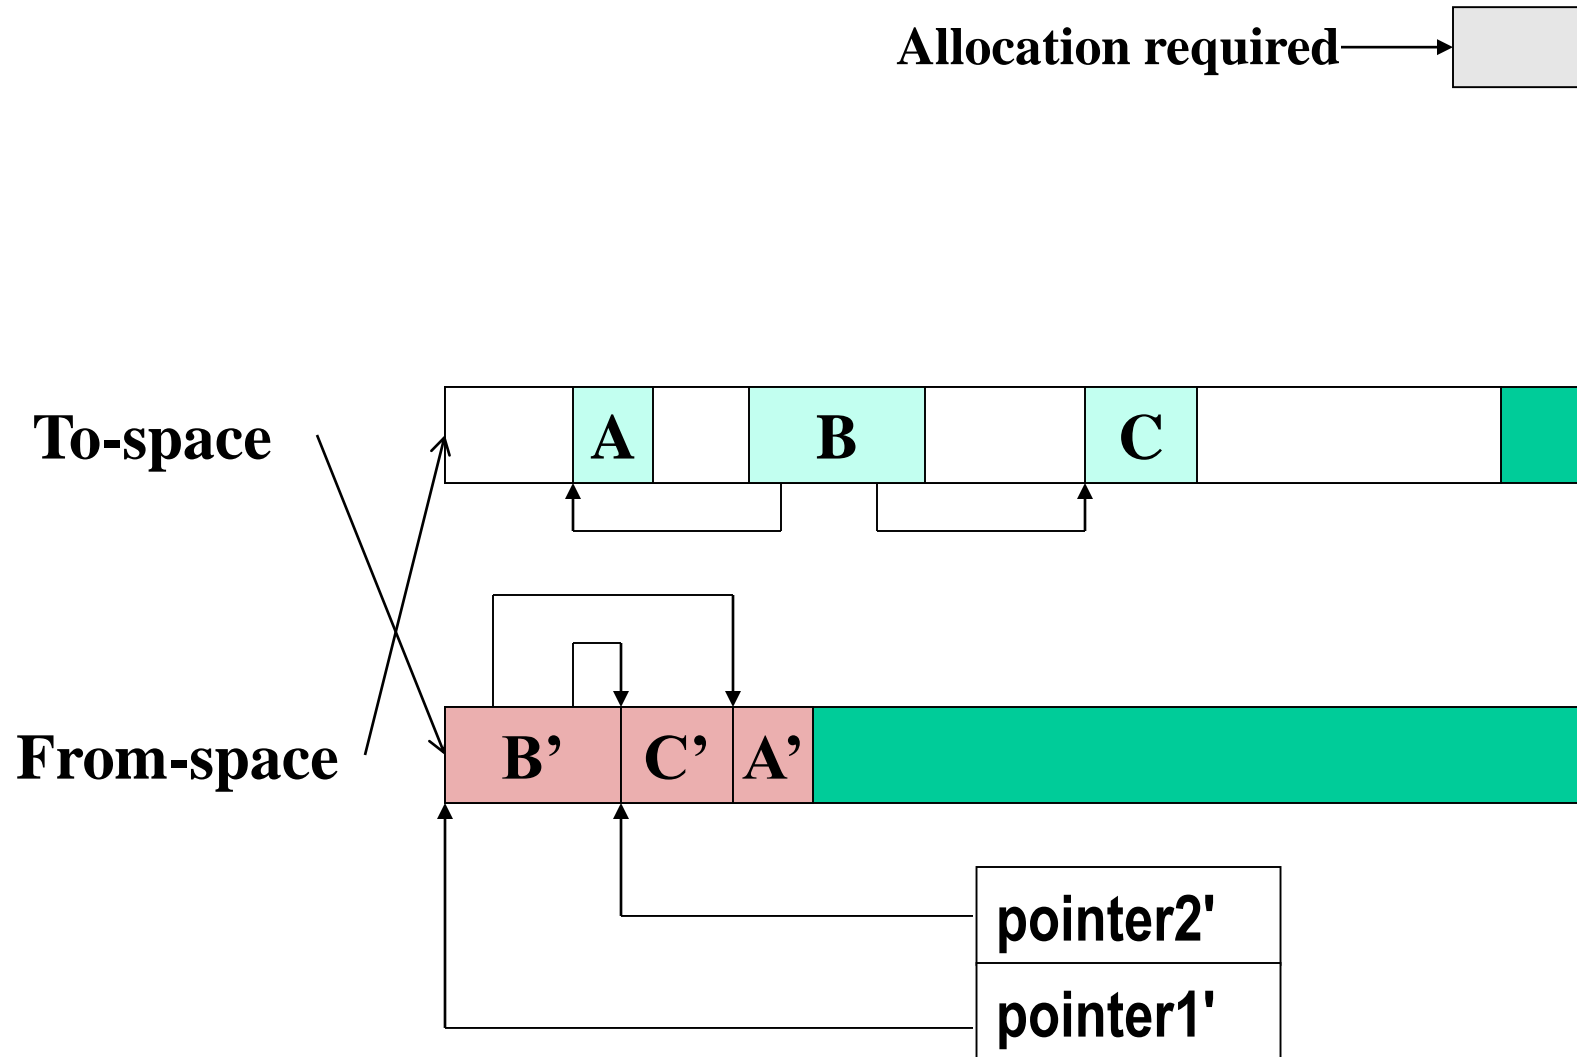 Allocation required
To-space A B C
From-space B’ C’ A’
pointer2'
pointer1'